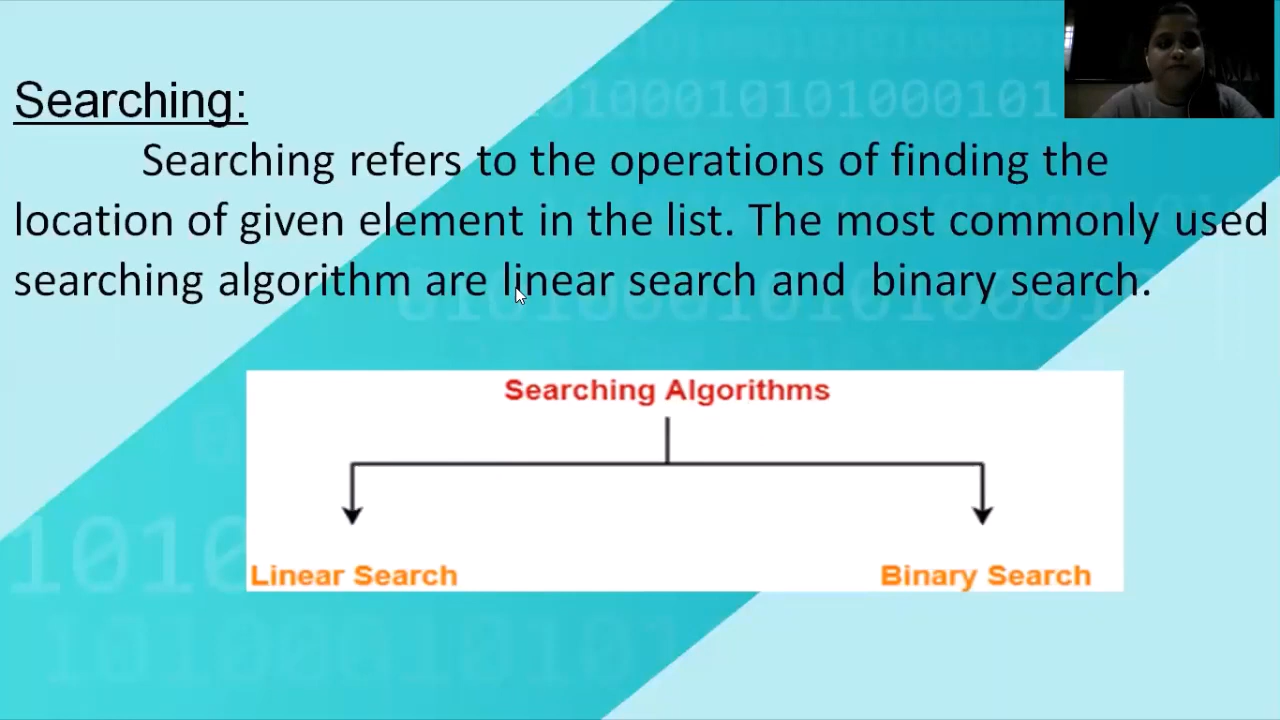 Searching:
Searching refers to the operations of finding the
location of given element in the list. The most commonly used
searching algorithm are linear search and binary search.
Searching Algorithms
Linear Search
Binary Search